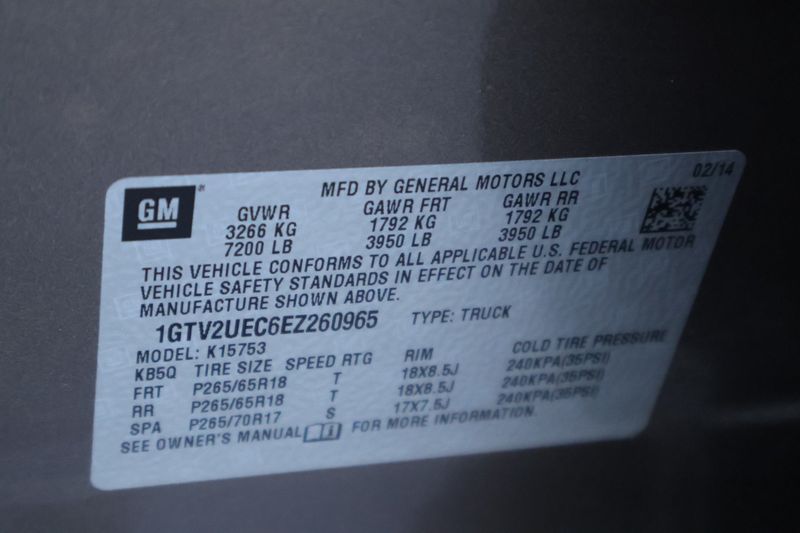 GM
MFD BY GENERAL MOTORS LLC
02/14
GVWR GAWR FRT GAWR RR
3266 KG 1792 KG 1792 KG
7200 LB 3950 LB 3950 LB
THIS VEHICLE CONFORMS TO ALL APPLICABLE U.S. FEDERAL MOTOR
VEHICLE SAFETY STANDARDS IN EFFECT ON THE DATE OF
MANUFACTURE SHOWN ABOVE.
1GTV2UEC6EZ260965 TYPE: TRUCK
MODEL: K15753
KB5Q TIRE SIZE SPEED RTG RIM COLD TIRE PRESSURE
FRT P265/65R18 T 18X8.5J 240KPA(35PSI)
RR P265/65R18 T 18X8.5J 240KPA(35PSI)
SPA P265/70R17 S 17X7.5J 240KPA(35PSI)
SEE OWNER'S MANUAL FOR MORE INFORMATION.